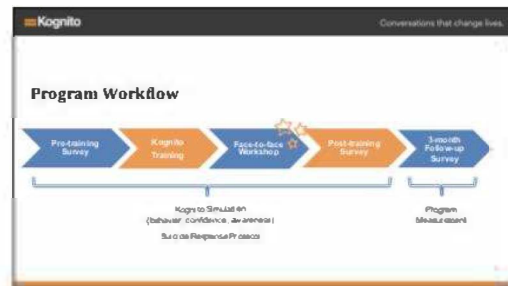 Kognito
Conversations that change lives.
Program Workflow
Pre-training
Survey
Kognito
Training
Face-to-face
Workshop
Post-training
Survey
3-month
Follow-up
Survey
Kognito Simulation
(behavior, confidence, awareness)
Suicide Response Protocol
Program
Measurement